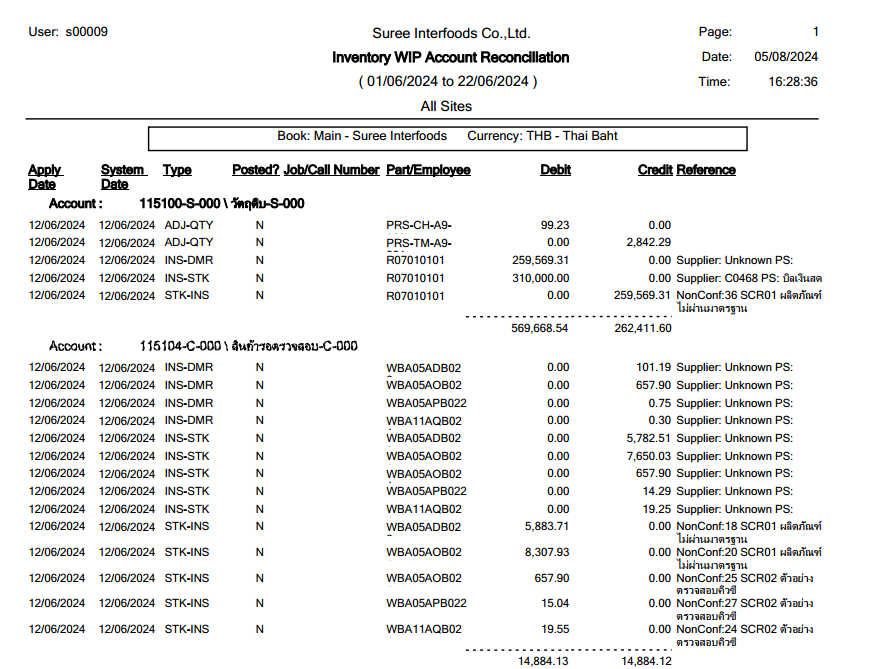 User: s00009 Suree Interfoods Co.,Ltd. Page: 1
Inventory WIP Account Reconciliation Date: 05/08/2024
( 01/06/2024 to 22/06/2024 ) Time: 16:28:36
All Sites
Book: Main - Suree Interfoods Currency: THB - Thai Baht
Apply Date System Date Type Posted? Job/Call Number Part/Employee Debit Credit Reference
Account : 115100-S-000 \ วัตถุดิบ-S-000
12/06/2024 12/06/2024 ADJ-QTY N PRS-CH-A9- 99.23 0.00
12/06/2024 12/06/2024 ADJ-QTY N PRS-TM-A9- 0.00 2,842.29
12/06/2024 12/06/2024 INS-DMR N R07010101 259,569.31 0.00 Supplier: Unknown PS:
12/06/2024 12/06/2024 INS-STK N R07010101 310,000.00 0.00 Supplier: C0468 PS: บิลเงินสด
12/06/2024 12/06/2024 STK-INS N R07010101 0.00 259,569.31 NonConf:36 SCR01 ผลิตภัณฑ์
ไม่ผ่านมาตรฐาน
569,668.54 262,411.60
Account : 115104-C-000 \ สินค้ารอตรวจสอบ-C-000
12/06/2024 12/06/2024 INS-DMR N WBA05ADB02 0.00 101.19 Supplier: Unknown PS:
12/06/2024 12/06/2024 INS-DMR N WBA05AOB02 0.00 657.90 Supplier: Unknown PS:
12/06/2024 12/06/2024 INS-DMR N WBA05APB022 0.00 0.75 Supplier: Unknown PS:
12/06/2024 12/06/2024 INS-DMR N WBA11AQB02 0.00 0.30 Supplier: Unknown PS:
12/06/2024 12/06/2024 INS-STK N WBA05ADB02 0.00 5,782.51 Supplier: Unknown PS:
12/06/2024 12/06/2024 INS-STK N WBA05AOB02 0.00 7,650.03 Supplier: Unknown PS:
12/06/2024 12/06/2024 INS-STK N WBA05AOB02 0.00 657.90 Supplier: Unknown PS:
12/06/2024 12/06/2024 INS-STK N WBA05APB022 0.00 14.29 Supplier: Unknown PS:
12/06/2024 12/06/2024 INS-STK N WBA11AQB02 0.00 19.25 Supplier: Unknown PS:
12/06/2024 12/06/2024 STK-INS N WBA05ADB02 5,883.71 0.00 NonConf:18 SCR01 ผลิตภัณฑ์
ไม่ผ่านมาตรฐาน
12/06/2024 12/06/2024 STK-INS N WBA05AOB02 8,307.93 0.00 NonConf:20 SCR01 ผลิตภัณฑ์
ไม่ผ่านมาตรฐาน
12/06/2024 12/06/2024 STK-INS N WBA05AOB02 657.90 0.00 NonConf:25 SCR02 ตัวอย่าง
ตรวจสอบคิวซี
12/06/2024 12/06/2024 STK-INS N WBA05APB022 15.04 0.00 NonConf:27 SCR02 ตัวอย่าง
ตรวจสอบคิวซี
12/06/2024 12/06/2024 STK-INS N WBA11AQB02 19.55 0.00 NonConf:24 SCR02 ตัวอย่าง
ตรวจสอบคิวซี
14,884.13 14,884.12